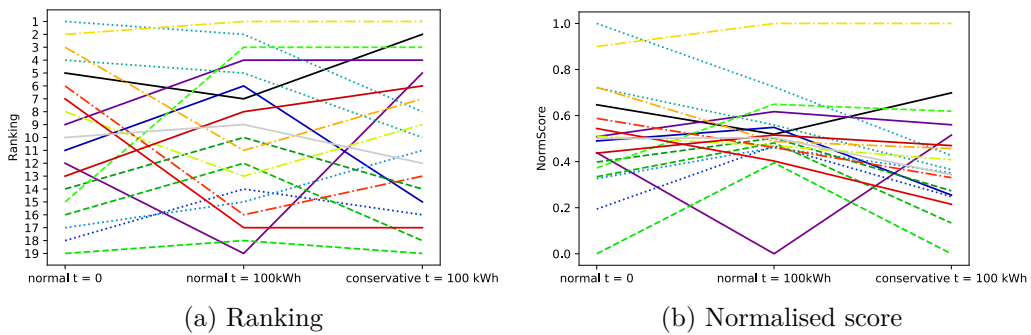 Ranking
1
2
3
4
5
6
7
8
9
10
11
12
13
14
15
16
17
18
19
normal t = 0
normal t = 100kWh
conservative t = 100 kWh
(a) Ranking
NormScore
1.0
0.8
0.6
0.4
0.2
0.0
normal t = 0
normal t = 100kWh
conservative t = 100 kWh
(b) Normalised score